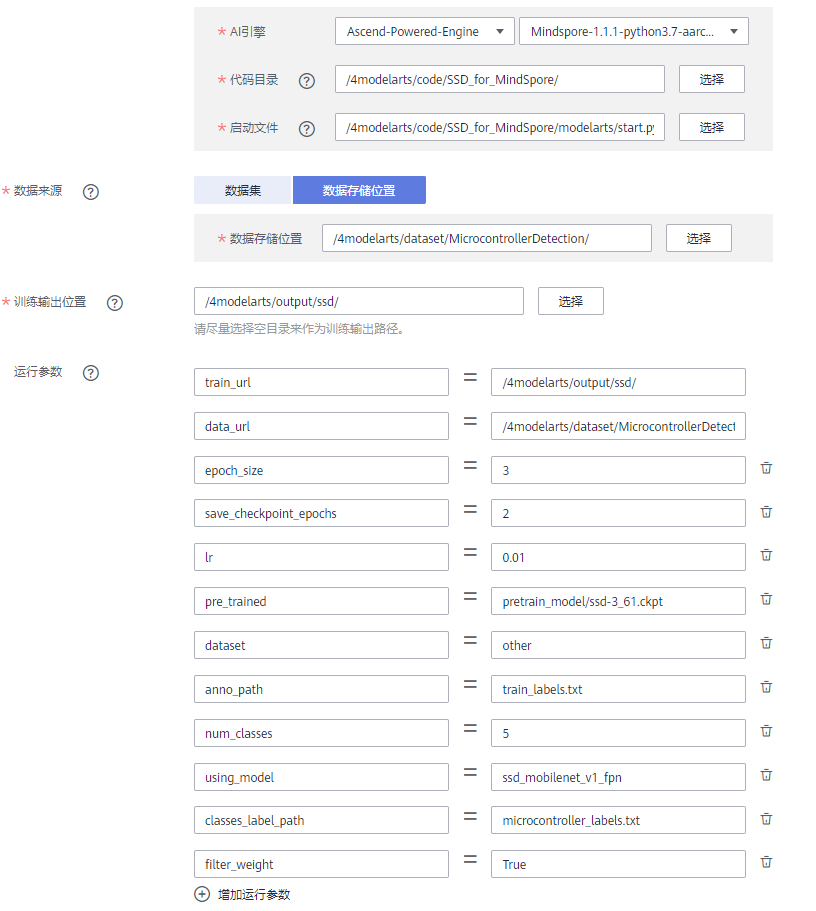 * AI引擎 Ascend-Powered-Engine Mindspore-1.1.1-python3.7-aarc...
* 代码目录 ? /4modelarts/code/SSD_for_MindSpore/ 选择
* 启动文件 ? /4modelarts/code/SSD_for_MindSpore/modelarts/start.py 选择
* 数据来源 ? 数据集 数据存储位置
* 数据存储位置 /4modelarts/dataset/MicrocontrollerDetection/ 选择
* 训练输出位置 ? /4modelarts/output/ssd/ 选择
请尽量选择空目录来作为训练输出路径。
运行参数 ?
train_url = /4modelarts/output/ssd/
data_url = /4modelarts/dataset/MicrocontrollerDetect
epoch_size = 3
save_checkpoint_epochs = 2
lr = 0.01
pre_trained = pretrain_model/ssd-3_61.ckpt
dataset = other
anno_path = train_labels.txt
num_classes = 5
using_model = ssd_mobilenet_v1_fpn
classes_label_path = microcontroller_labels.txt
filter_weight = True
增加运行参数